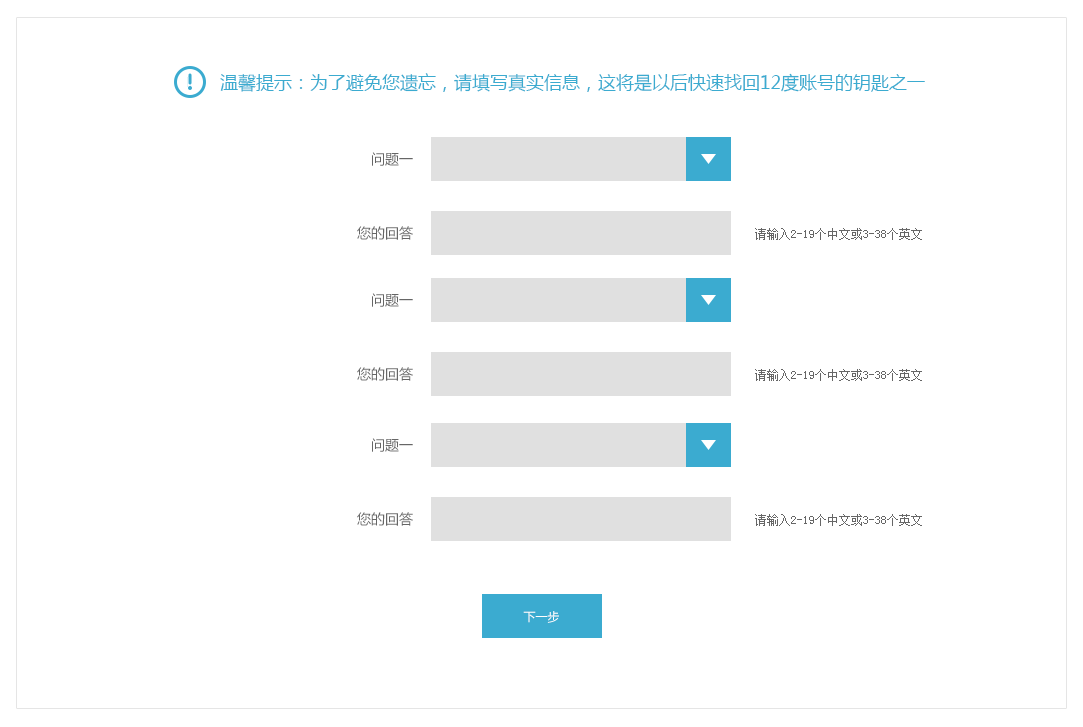 温馨提示：为了避免您遗忘，请填写真实信息，这将是以后快速找回12度账号的钥匙之一
问题一
您的回答 请输入2-19个中文或3-38个英文
问题一
您的回答 请输入2-19个中文或3-38个英文
问题一
您的回答 请输入2-19个中文或3-38个英文
下一步